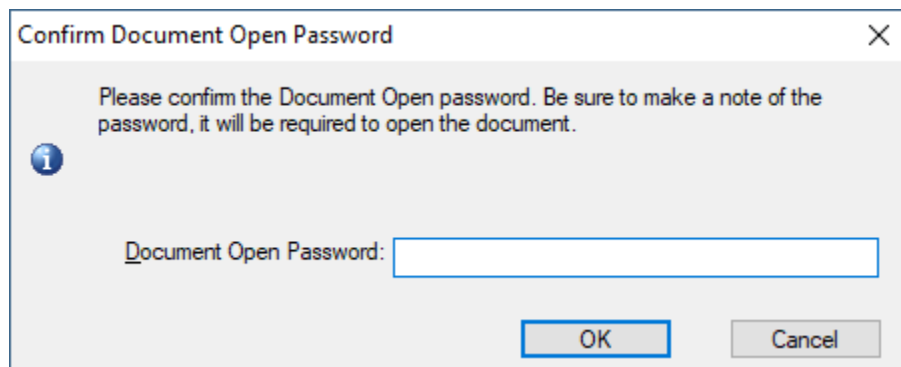 Confirm Document Open Password
Please confirm the Document Open password. Be sure to make a note of the
password, it will be required to open the document.
Document Open Password:
OK Cancel